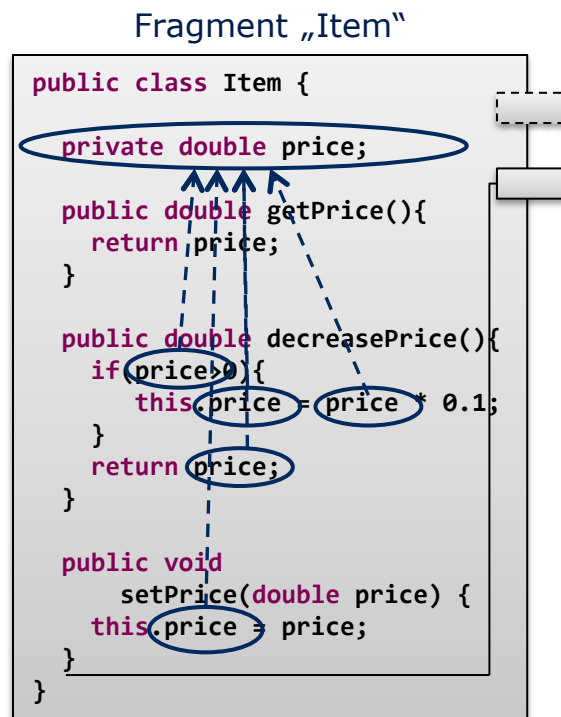 Fragment „Item“
public class Item {
private double price;
public double getPrice(){
return price;
}
public double decreasePrice(){
if(price>0){
this.price = price * 0.1;
}
return price;
}
public void
setPrice(double price) {
this.price = price;
}
}